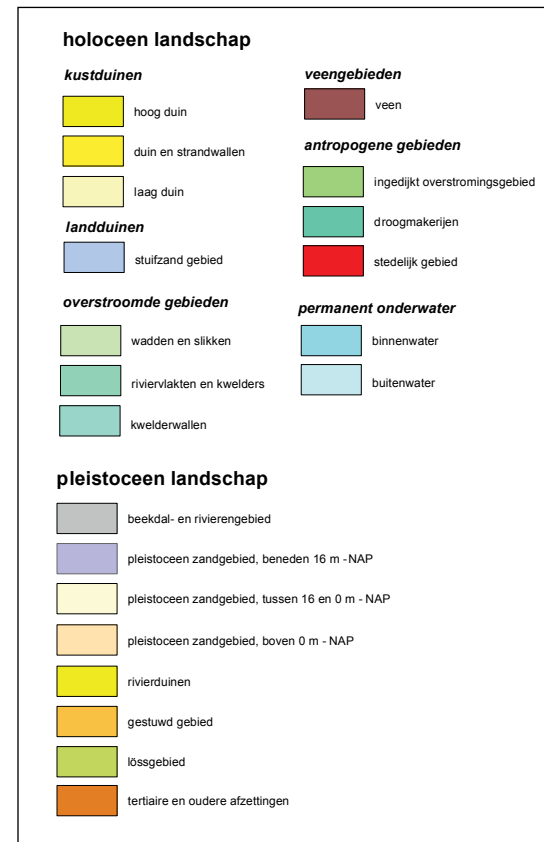 holoceen landschap
kustduinen
hoog duin
duin en strandwallen
laag duin
landduinen
stuifzand gebied
overstroomde gebieden
wadden en slikken
riviervlakten en kwelders
kwelderwallen
veengebieden
veen
antropogene gebieden
ingedijkt overstromingsgebied
droogmakerijen
stedelijk gebied
permanent onderwater
binnenwater
buitenwater
pleistoceen landschap
beekdal- en rivierengebied
pleistoceen zandgebied, beneden 16 m -NAP
pleistoceen zandgebied, tussen 16 en 0 m - NAP
pleistoceen zandgebied, boven 0 m - NAP
rivierduinen
gestuwd gebied
lössgebied
tertiaire en oudere afzettingen